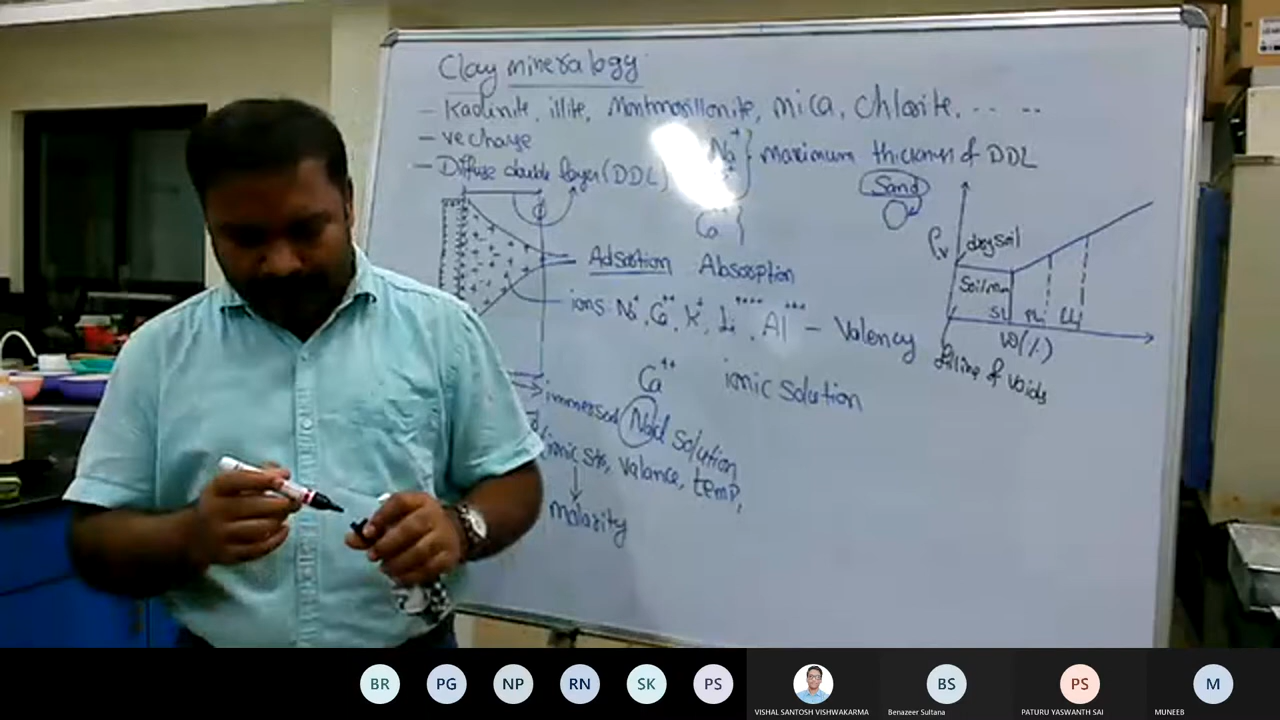 Clay mineralogy
- Kaolinite, illite, Montmorillonite, mica, Chlorite, -- --
- ve charge
- Diffuse double layer (DDL)
Na+ } maximum thickness of DDL
Sand
Adsorption Absorption
ions: Na+, Ca++, K+, Li++++, Al+++ - Valency
Ca++ ionic solution
immersed NaCl solution
ionic str, valance, temp,
molarity
dry soil
Soil/m
SL PL LL
W(%)
filling of voids
BR PG NP RN SK PS BS PS M
VISHAL SANTOSH VISHWAKARMA Benazeer Sultana PATURU YASWANTH SAI MUNEEB